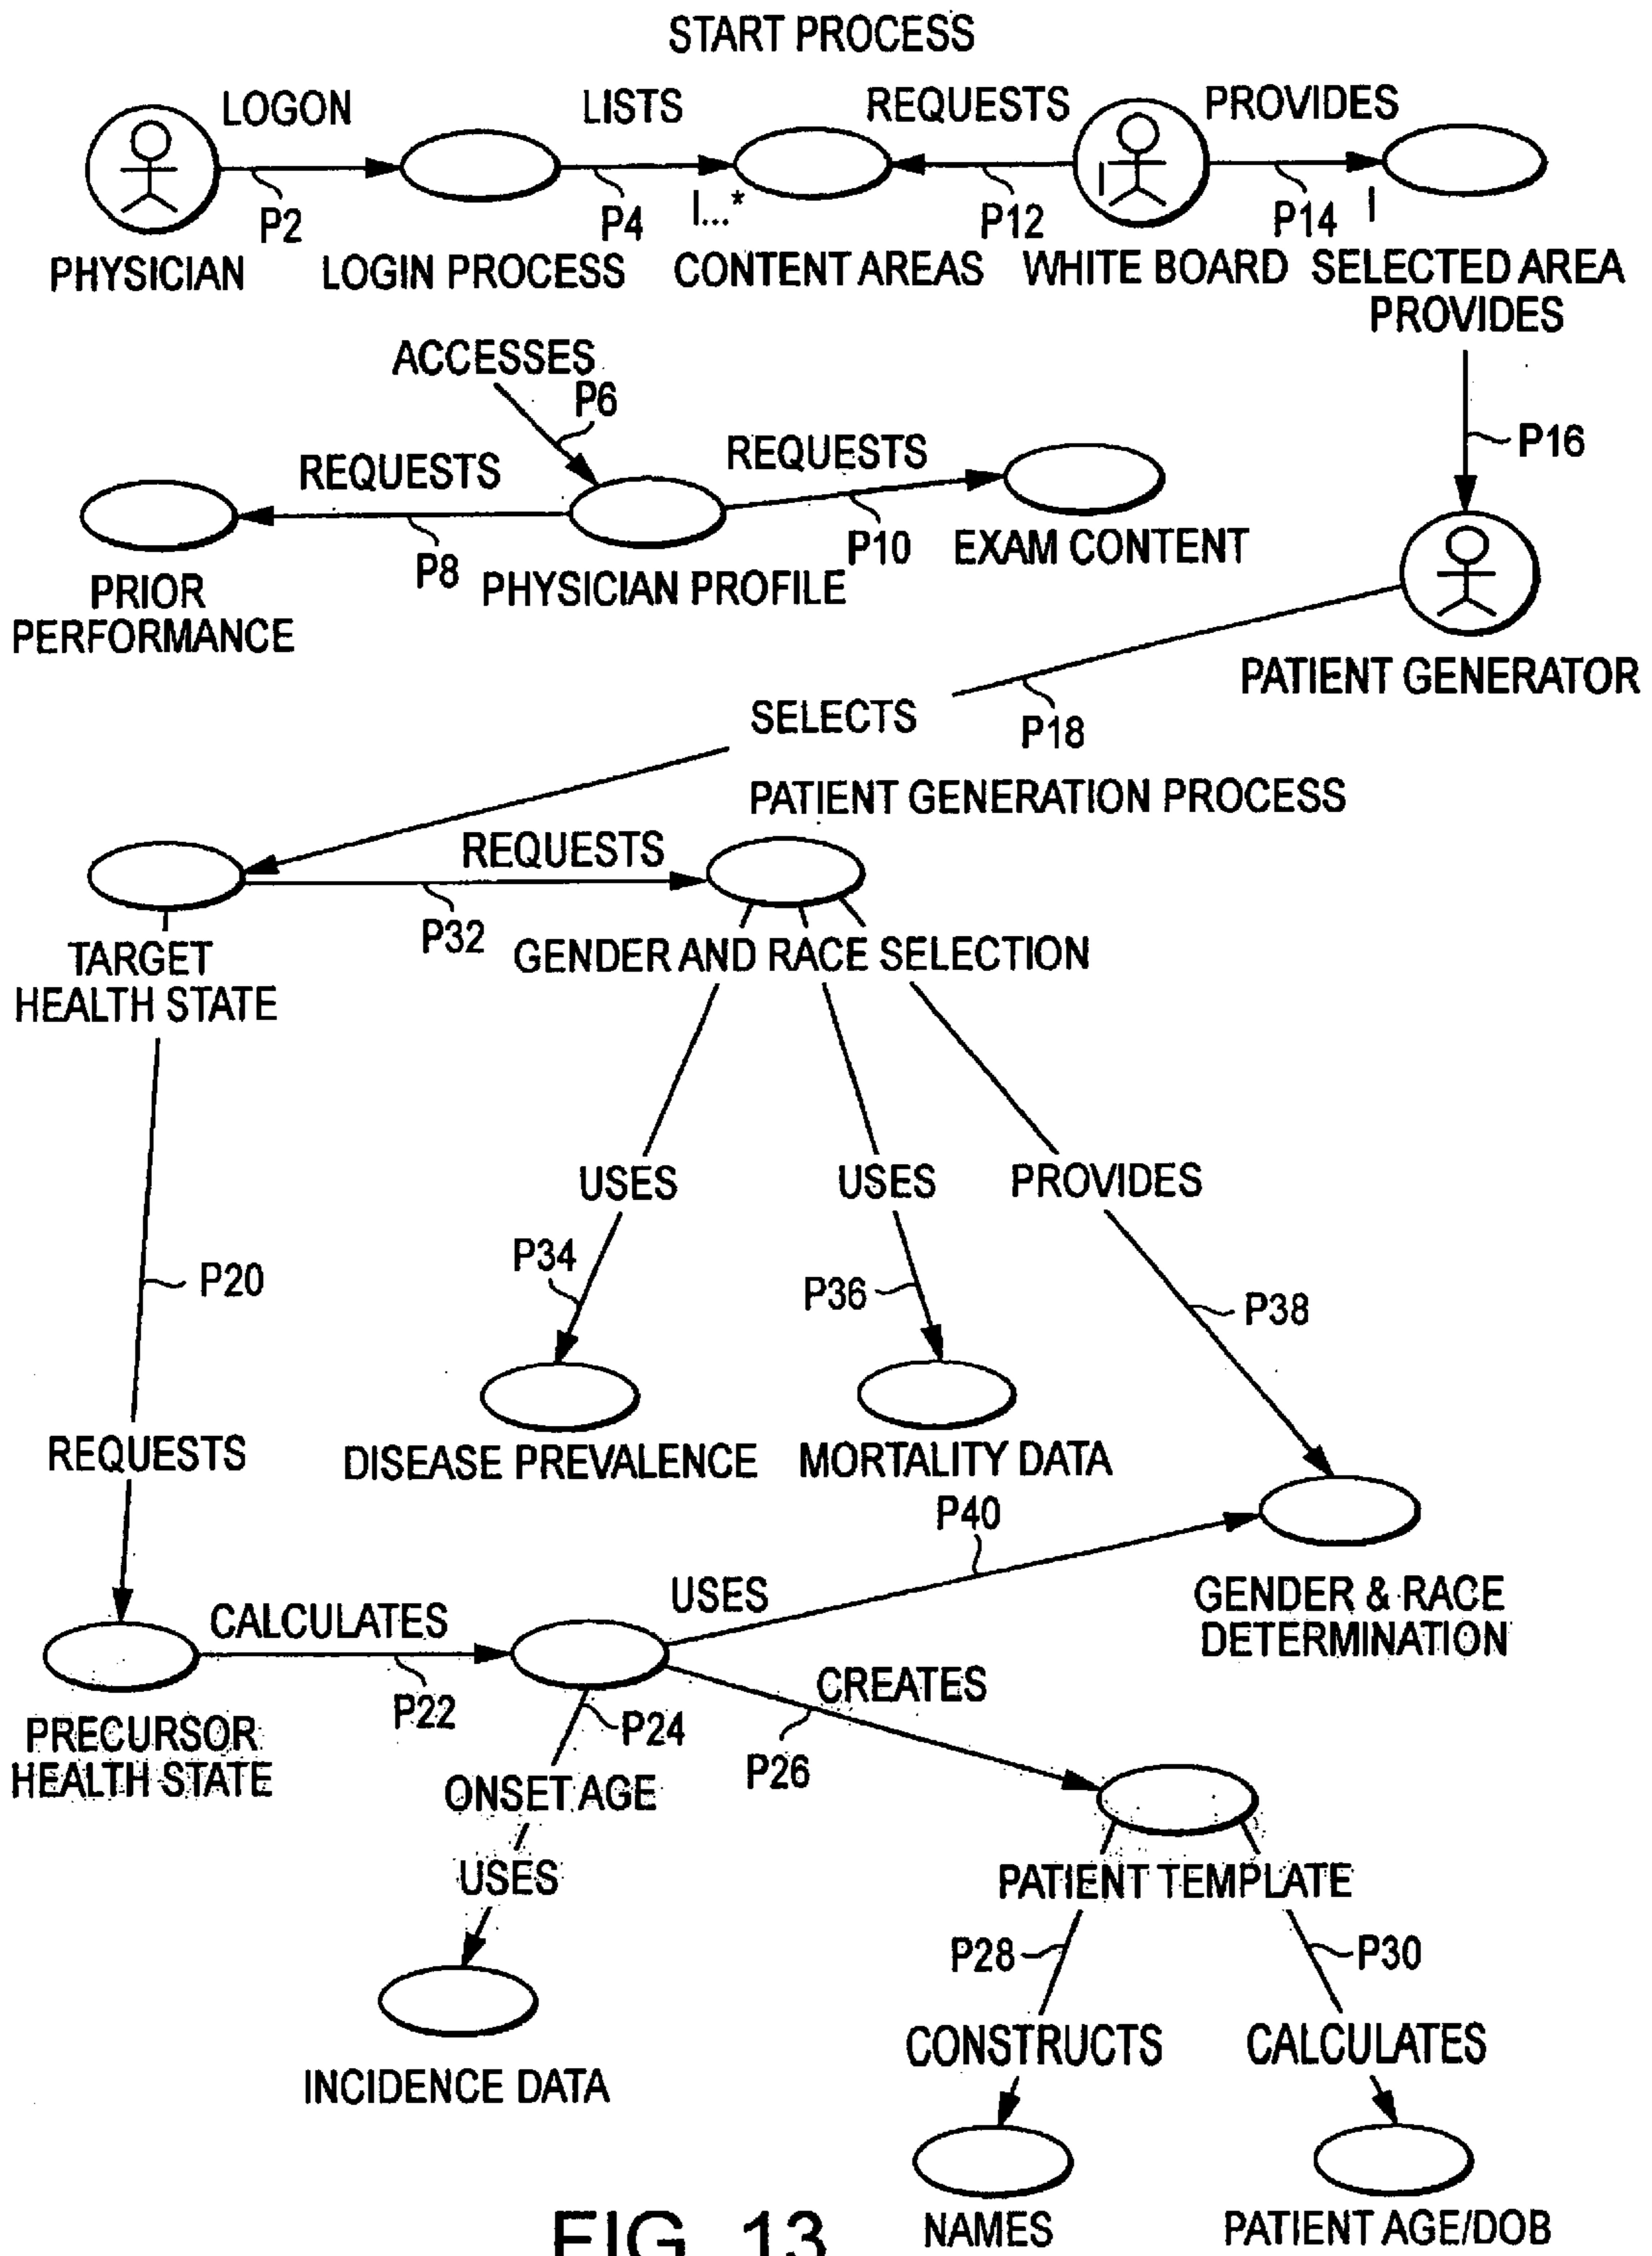 START PROCESS
LOGON LISTS REQUESTS PROVIDES
P2 P4 I...* P12 P14 I
PHYSICIAN LOGIN PROCESS CONTENT AREAS WHITE BOARD SELECTED AREA
PROVIDES
ACCESSES
P6
REQUESTS REQUESTS P16
P8 P10
PRIOR
PERFORMANCE
PHYSICIAN PROFILE
EXAM CONTENT
PATIENT GENERATOR
SELECTS P18
PATIENT GENERATION PROCESS
REQUESTS
P32
TARGET
HEALTH STATE
GENDER AND RACE SELECTION
USES USES PROVIDES
P34 P36 P38
P20
REQUESTS
DISEASE PREVALENCE MORTALITY DATA
P40
USES
GENDER & RACE
DETERMINATION
CALCULATES
P22
PRECURSOR
HEALTH STATE
P24
CREATES
P26
ONSET AGE
USES
PATIENT TEMPLATE
P28 P30
CONSTRUCTS CALCULATES
INCIDENCE DATA
NAMES PATIENT AGE/DOB
FIG. 13